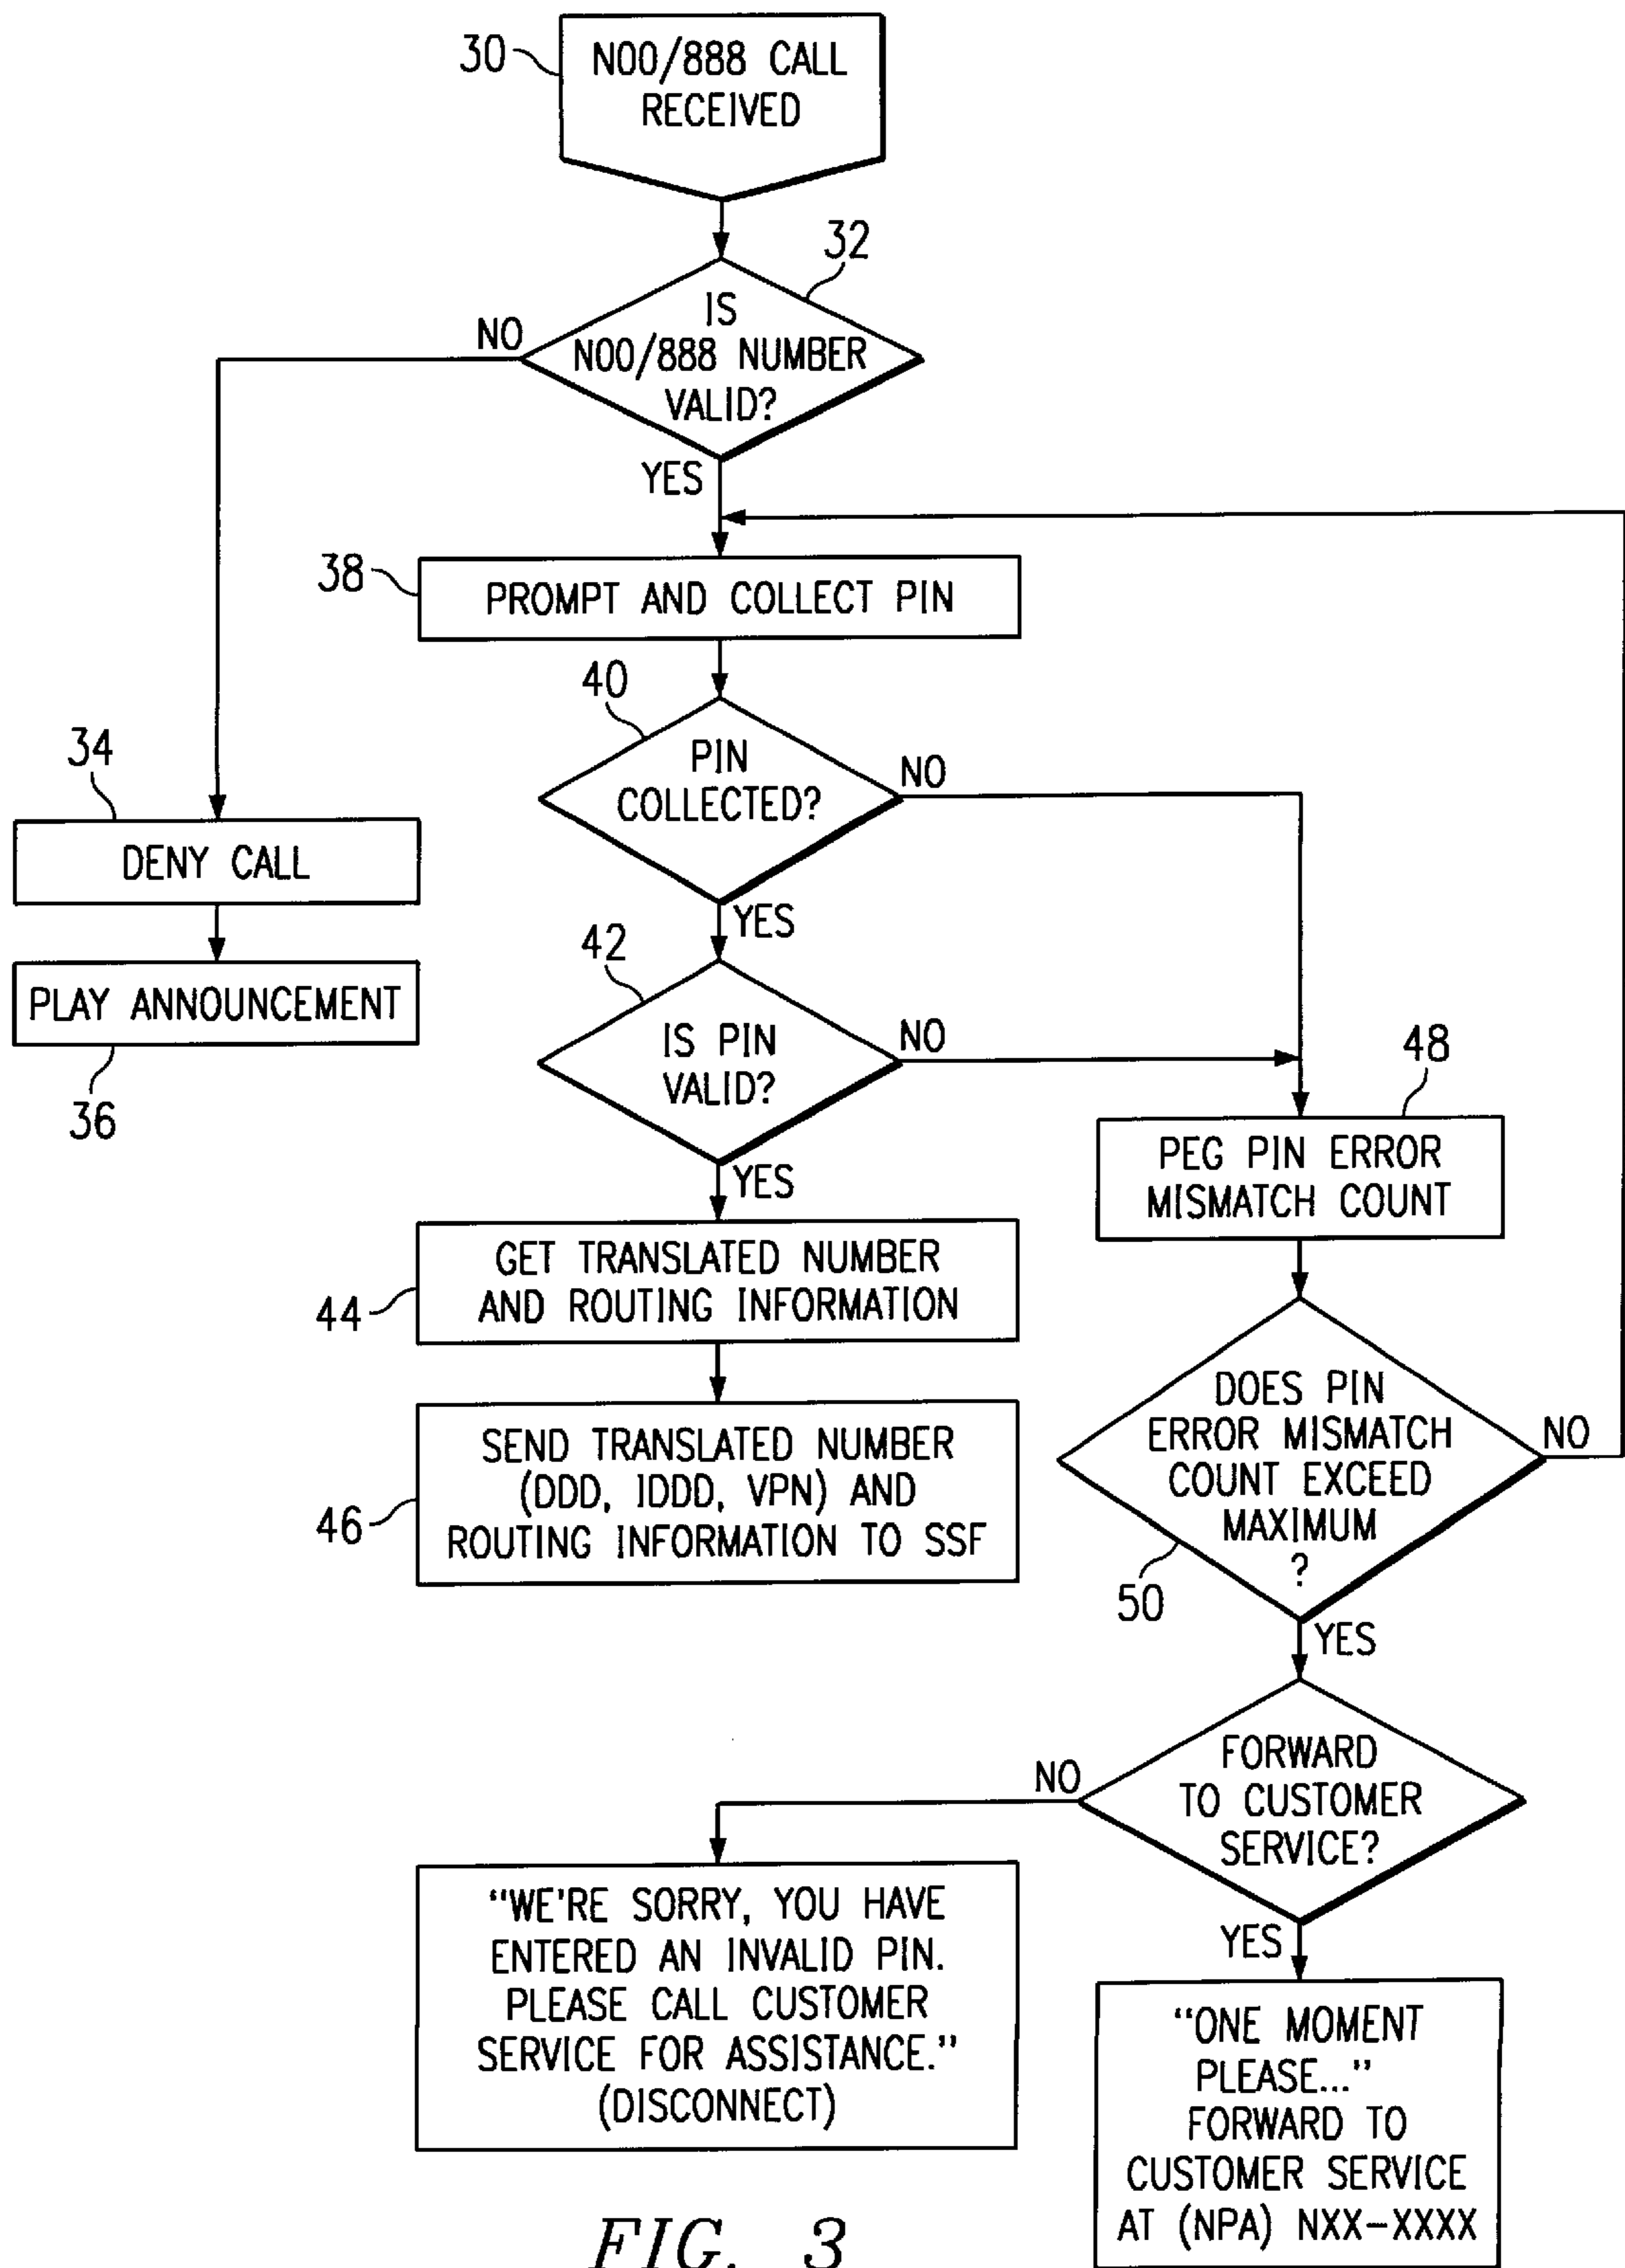 30
N00/888 CALL
RECEIVED
32
IS
N00/888 NUMBER
VALID?
NO
YES
38
PROMPT AND COLLECT PIN
40
PIN
COLLECTED?
NO
YES
34
DENY CALL
PLAY ANNOUNCEMENT
36
42
IS PIN
VALID?
NO
YES
48
PEG PIN ERROR
MISMATCH COUNT
44
GET TRANSLATED NUMBER
AND ROUTING INFORMATION
46
SEND TRANSLATED NUMBER
(DDD, IDDD, VPN) AND
ROUTING INFORMATION TO SSF
DOES PIN
ERROR MISMATCH
COUNT EXCEED
MAXIMUM
?
NO
50
YES
FORWARD
TO CUSTOMER
SERVICE?
NO
YES
“WE'RE SORRY, YOU HAVE
ENTERED AN INVALID PIN.
PLEASE CALL CUSTOMER
SERVICE FOR ASSISTANCE.”
(DISCONNECT)
“ONE MOMENT
PLEASE...”
FORWARD TO
CUSTOMER SERVICE
AT (NPA) NXX-XXXX
FIG. 3